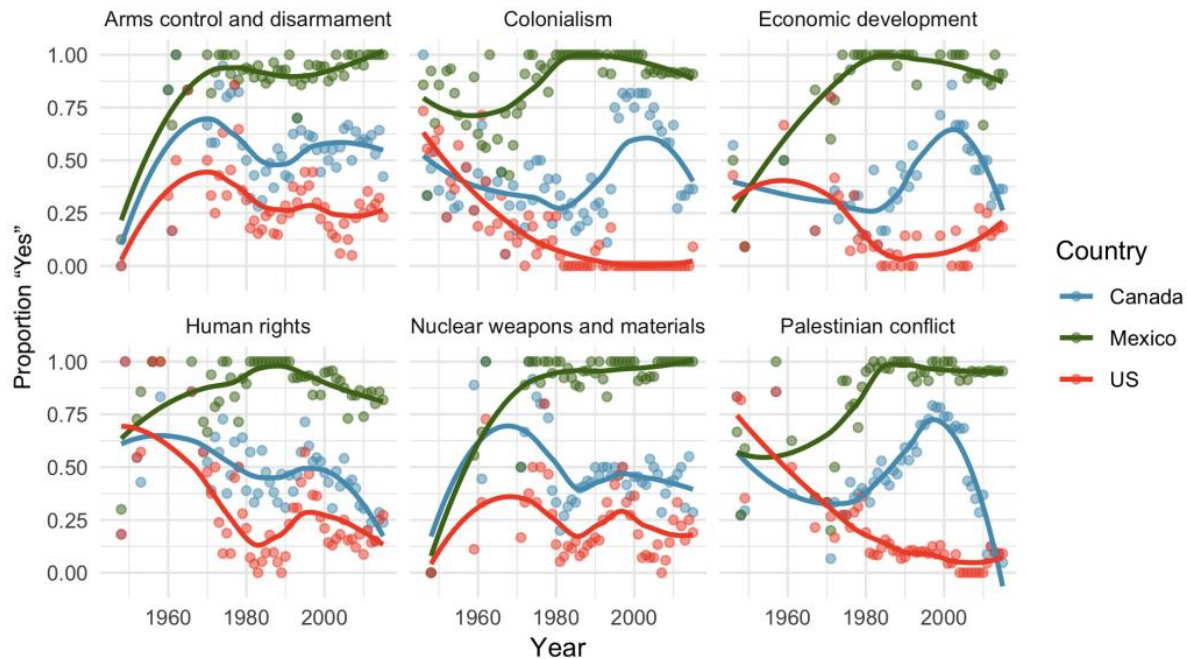 Arms control and disarmament
Colonialism
Economic development
1.00
0.75
0.50
0.25
0.00
Human rights
Nuclear weapons and materials
Palestinian conflict
1.00
0.75
0.50
0.25
0.00
1960 1980 2000
1960 1980 2000
1960 1980 2000
Year
Proportion “Yes”
Country
Canada
Mexico
US